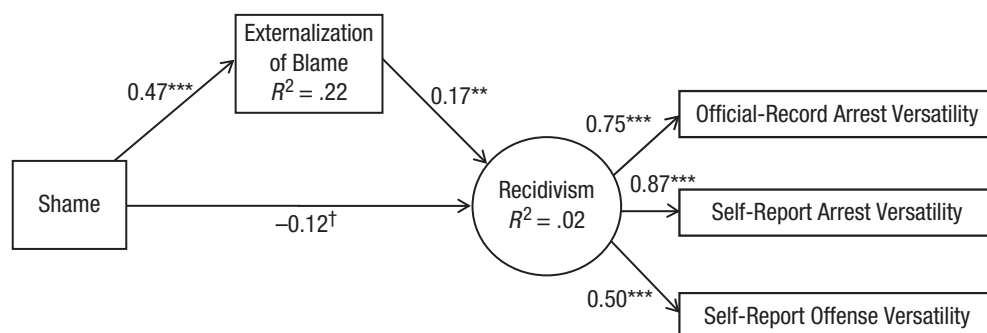 Externalization
of Blame
R² = .22
0.47***
0.17**
Shame
–0.12†
Recidivism
R² = .02
0.75***
0.87***
0.50***
Official-Record Arrest Versatility
Self-Report Arrest Versatility
Self-Report Offense Versatility